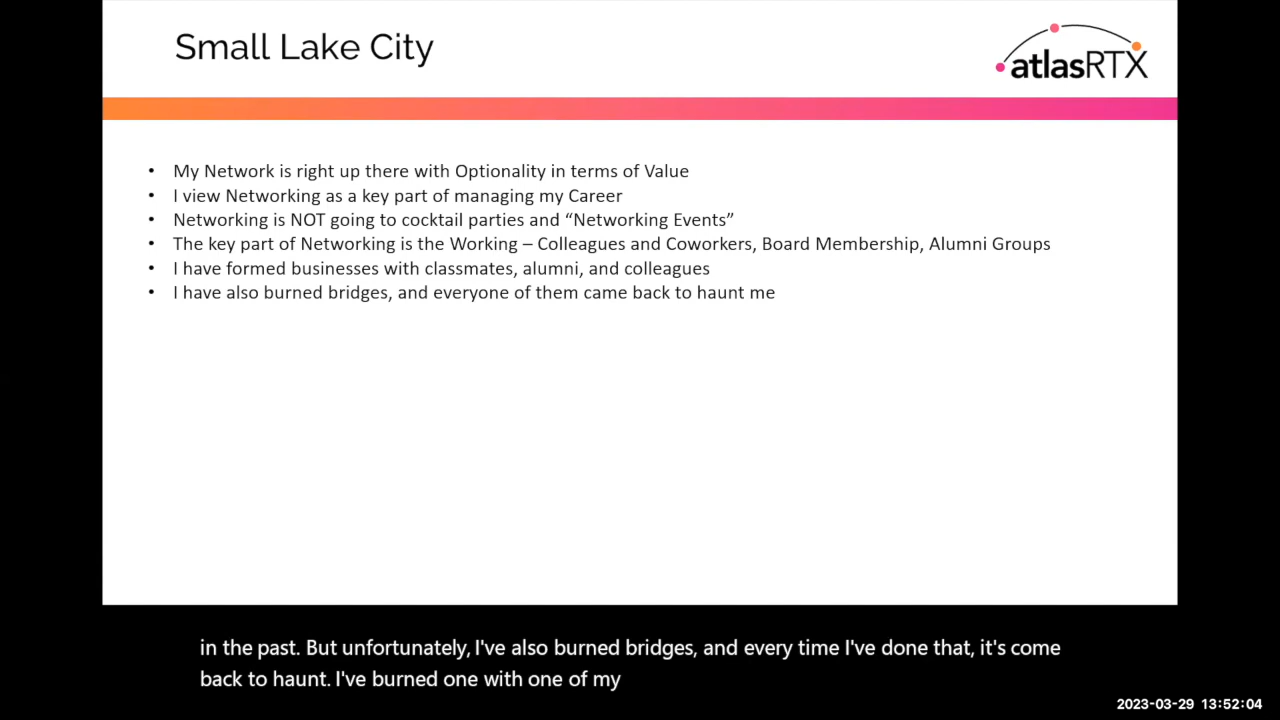 Small Lake City
atlasRTX
• My Network is right up there with Optionality in terms of Value
• I view Networking as a key part of managing my Career
• Networking is NOT going to cocktail parties and “Networking Events”
• The key part of Networking is the Working – Colleagues and Coworkers, Board Membership, Alumni Groups
• I have formed businesses with classmates, alumni, and colleagues
• I have also burned bridges, and everyone of them came back to haunt me
in the past. But unfortunately, I've also burned bridges, and every time I've done that, it's come
back to haunt. I've burned one with one of my
2023-03-29 13:52:04